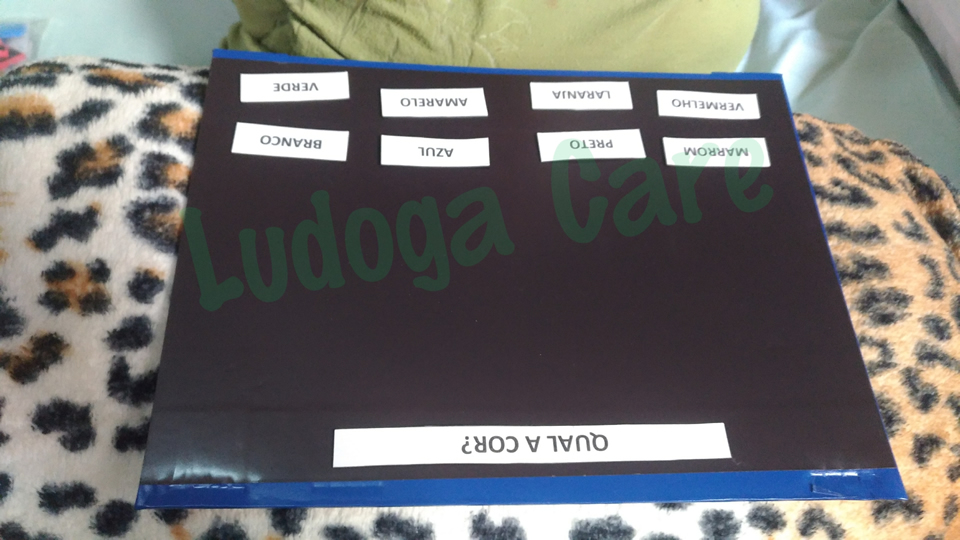 QUAL A COR?
MARROM
PRETO
AZUL
BRANCO
VERMELHO
LARANJA
AMARELO
VERDE
Ludoga Care